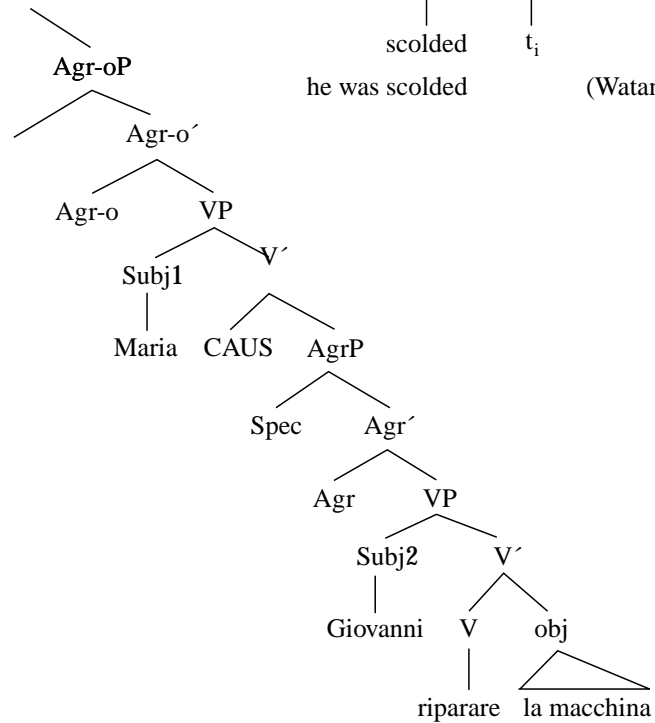 scolded t_i
Agr-oP
he was scolded (Watan
Agr-o´
Agr-o VP
Subj1 V´
Maria CAUS AgrP
Spec Agr´
Agr VP
Subj2 V´
Giovanni V obj
riparare la macchina